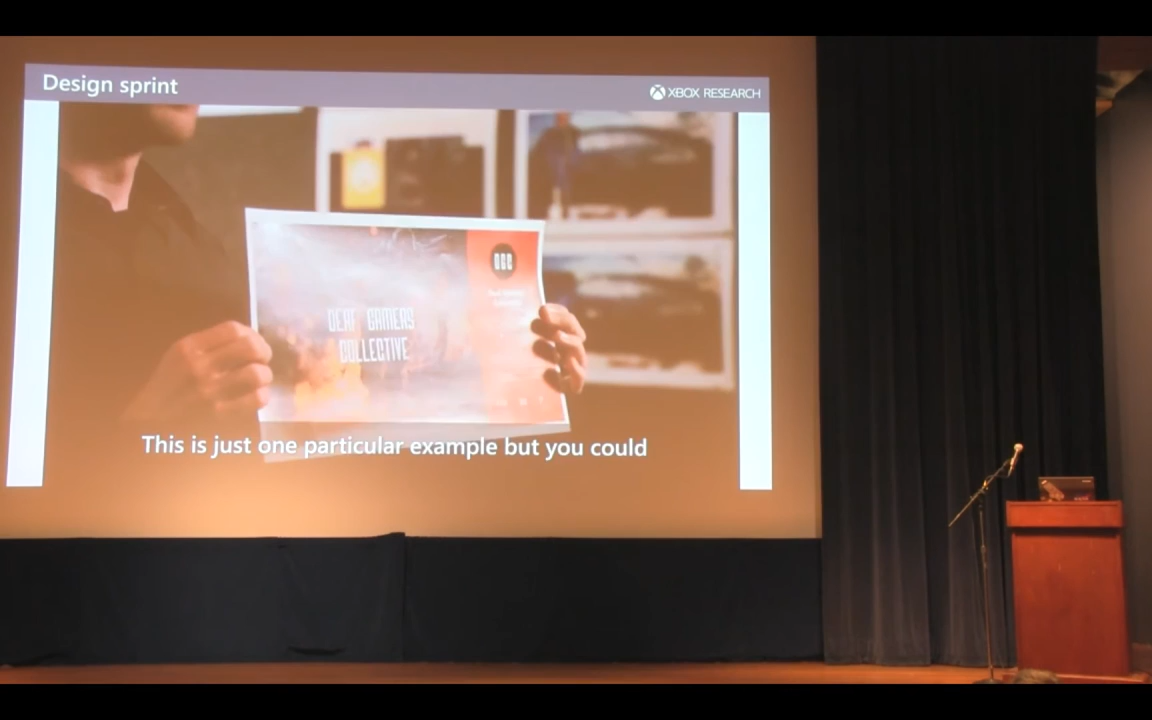 Design sprint
XBOX RESEARCH
DEAF GAMERS
COLLECTIVE
This is just one particular example but you could